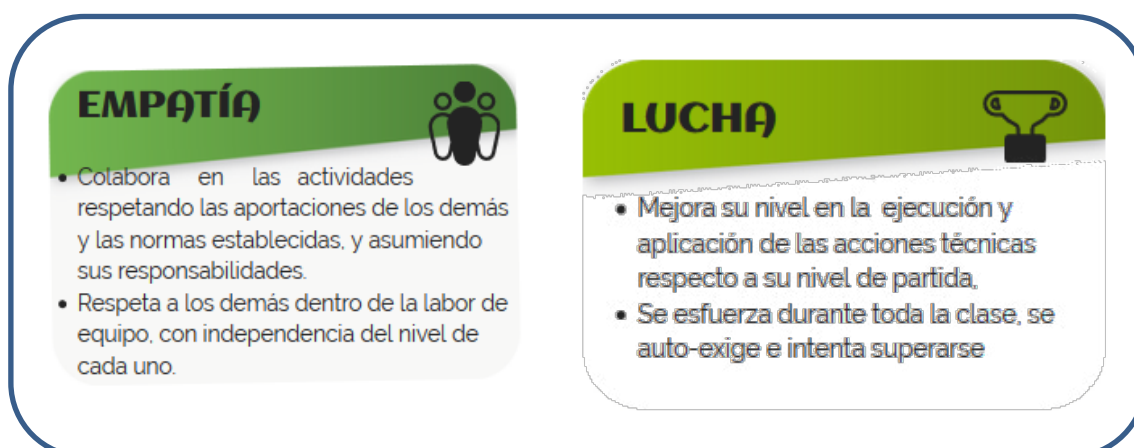 EMPATÍA
• Colabora en las actividades
respetando las aportaciones de los demás
y las normas establecidas, y asumiendo
sus responsabilidades.
• Respeta a los demás dentro de la labor de
equipo, con independencia del nivel de
cada uno.
LUCHA
• Mejora su nivel en la ejecución y
aplicación de las acciones técnicas
respecto a su nivel de partida,
• Se esfuerza durante toda la clase, se
auto-exige e intenta superarse